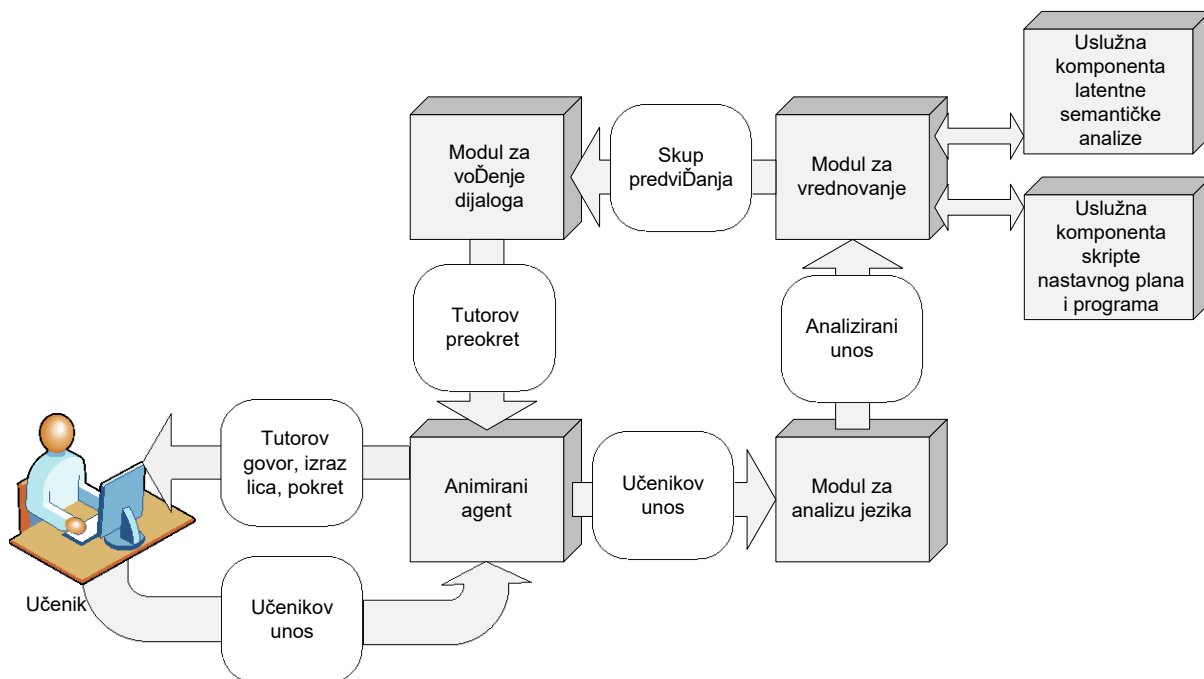 Uslužna
komponenta
latentne
semantičke
analize
Modul za
voĐenje
dijaloga
Skup
predviĐanja
Modul za
vrednovanje
Uslužna
komponenta
skripte
nastavnog plana
i programa
Tutorov
preokret
Analizirani
unos
Tutorov
govor, izraz
lica, pokret
Animirani
agent
Učenikov
unos
Modul za
analizu jezika
Učenik
Učenikov
unos